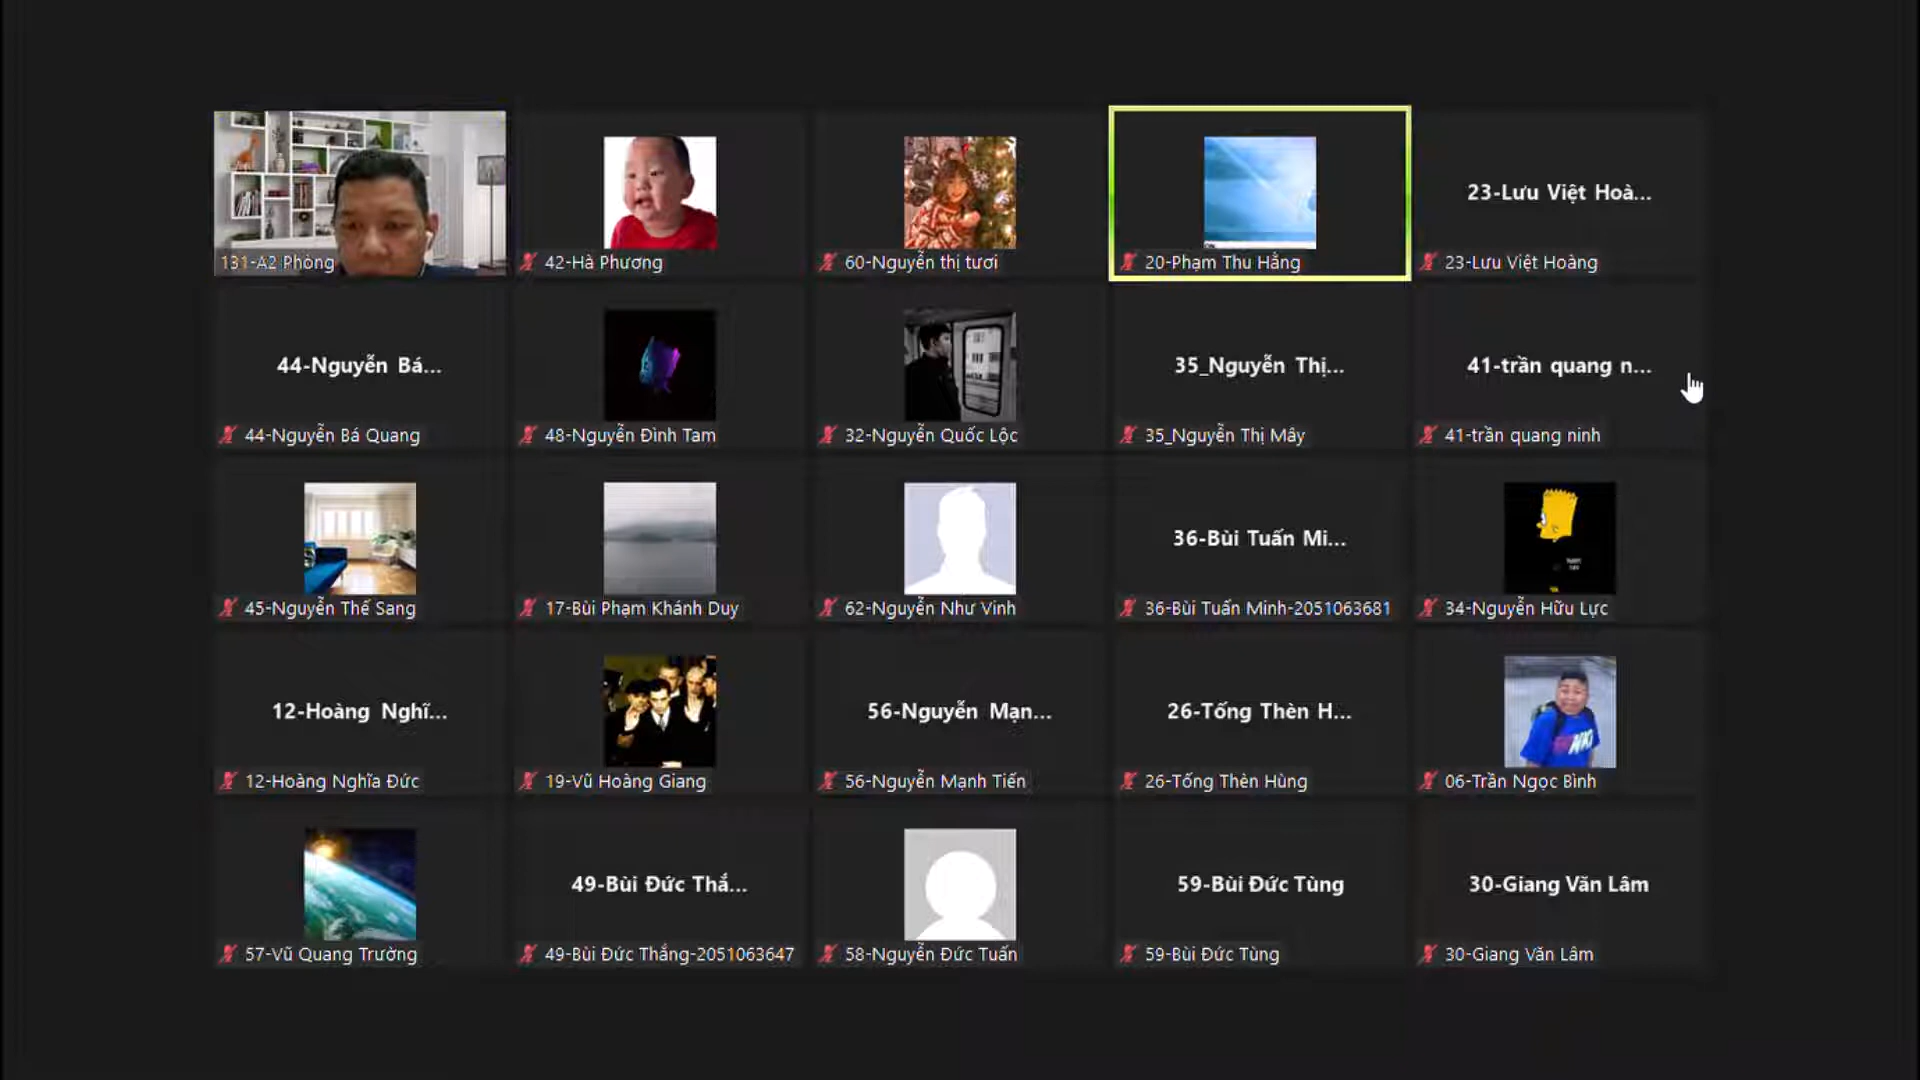 131-A2 Phòng
42-Hà Phương
60-Nguyễn thị tươi
20-Phạm Thu Hằng
23-Lưu Việt Hoà...
23-Lưu Việt Hoàng
44-Nguyễn Bá...
44-Nguyễn Bá Quang
48-Nguyễn Đình Tam
32-Nguyễn Quốc Lộc
35_Nguyễn Thị...
35_Nguyễn Thị Mây
41-trần quang n...
41-trần quang ninh
45-Nguyễn Thế Sang
17-Bùi Phạm Khánh Duy
62-Nguyễn Như Vinh
36-Bùi Tuấn Mi...
36-Bùi Tuấn Minh-2051063681
34-Nguyễn Hữu Lực
12-Hoàng Nghĩ...
12-Hoàng Nghĩa Đức
19-Vũ Hoàng Giang
56-Nguyễn Mạn...
56-Nguyễn Mạnh Tiến
26-Tống Thèn H...
26-Tống Thèn Hùng
06-Trần Ngọc Bình
57-Vũ Quang Trường
49-Bùi Đức Thắ...
49-Bùi Đức Thắng-2051063647
58-Nguyễn Đức Tuấn
59-Bùi Đức Tùng
59-Bùi Đức Tùng
30-Giang Văn Lâm
30-Giang Văn Lâm